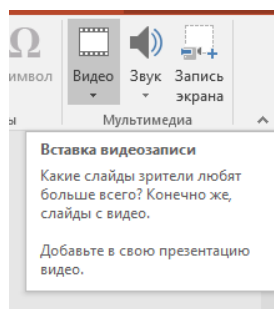 Ω
имвол Видео Звук Запись
экрана
ы Мультимедиа
Вставка видеозаписи
Какие слайды зрители любят
больше всего? Конечно же,
слайды с видео.
Добавьте в свою презентацию
видео.